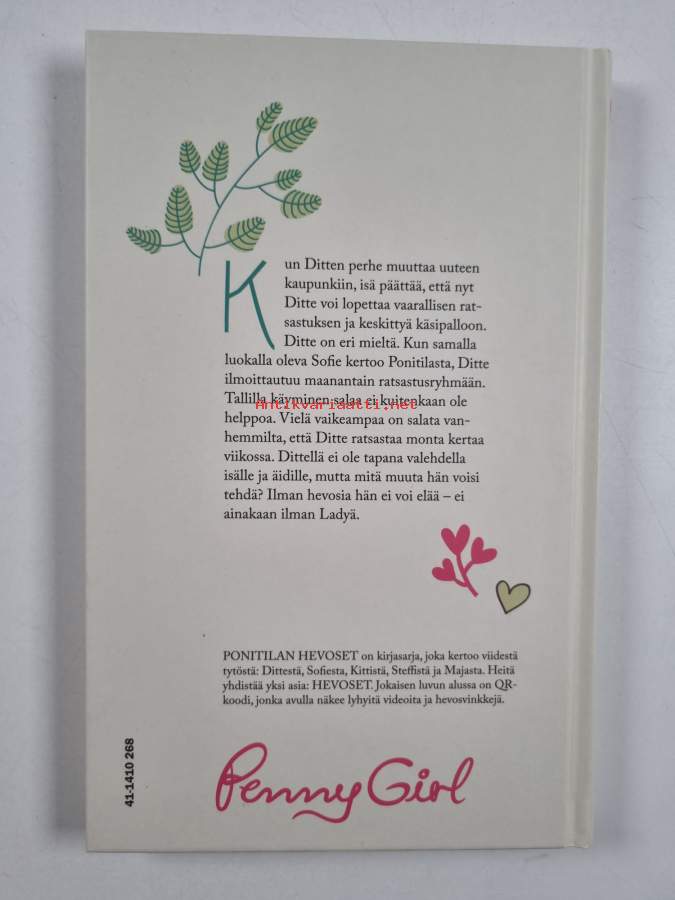 Kun Ditten perhe muuttaa uuteen
kaupunkiin, isä päättää, että nyt
Ditte voi lopettaa vaarallisen rat-
sastuksen ja keskittyä käsipalloon.
Ditte on eri mieltä. Kun samalla
luokalla oleva Sofie kertoo Ponitilasta, Ditte
ilmoittautuu maanantain ratsastusryhmään.
Tallilla käyminen salaa ei kuitenkaan ole
Antikvariaatti.net
helppoa. Vielä vaikeampaa on salata van-
hemmilta, että Ditte ratsastaa monta kertaa
viikossa. Dittellä ei ole tapana valehdella
isälle ja äidille, mutta mitä muuta hän voisi
tehdä? Ilman hevosia hän ei voi elää – ei
ainakaan ilman Ladyä.
PONITILAN HEVOSET on kirjasarja, joka kertoo viidestä
tytöstä: Dittestä, Sofiesta, Kittistä, Steffistä ja Majasta. Heitä
yhdistää yksi asia: HEVOSET. Jokaisen luvun alussa on QR-
koodi, jonka avulla näkee lyhyitä videoita ja hevosvinkkejä.
41-1410 268
Penny Girl